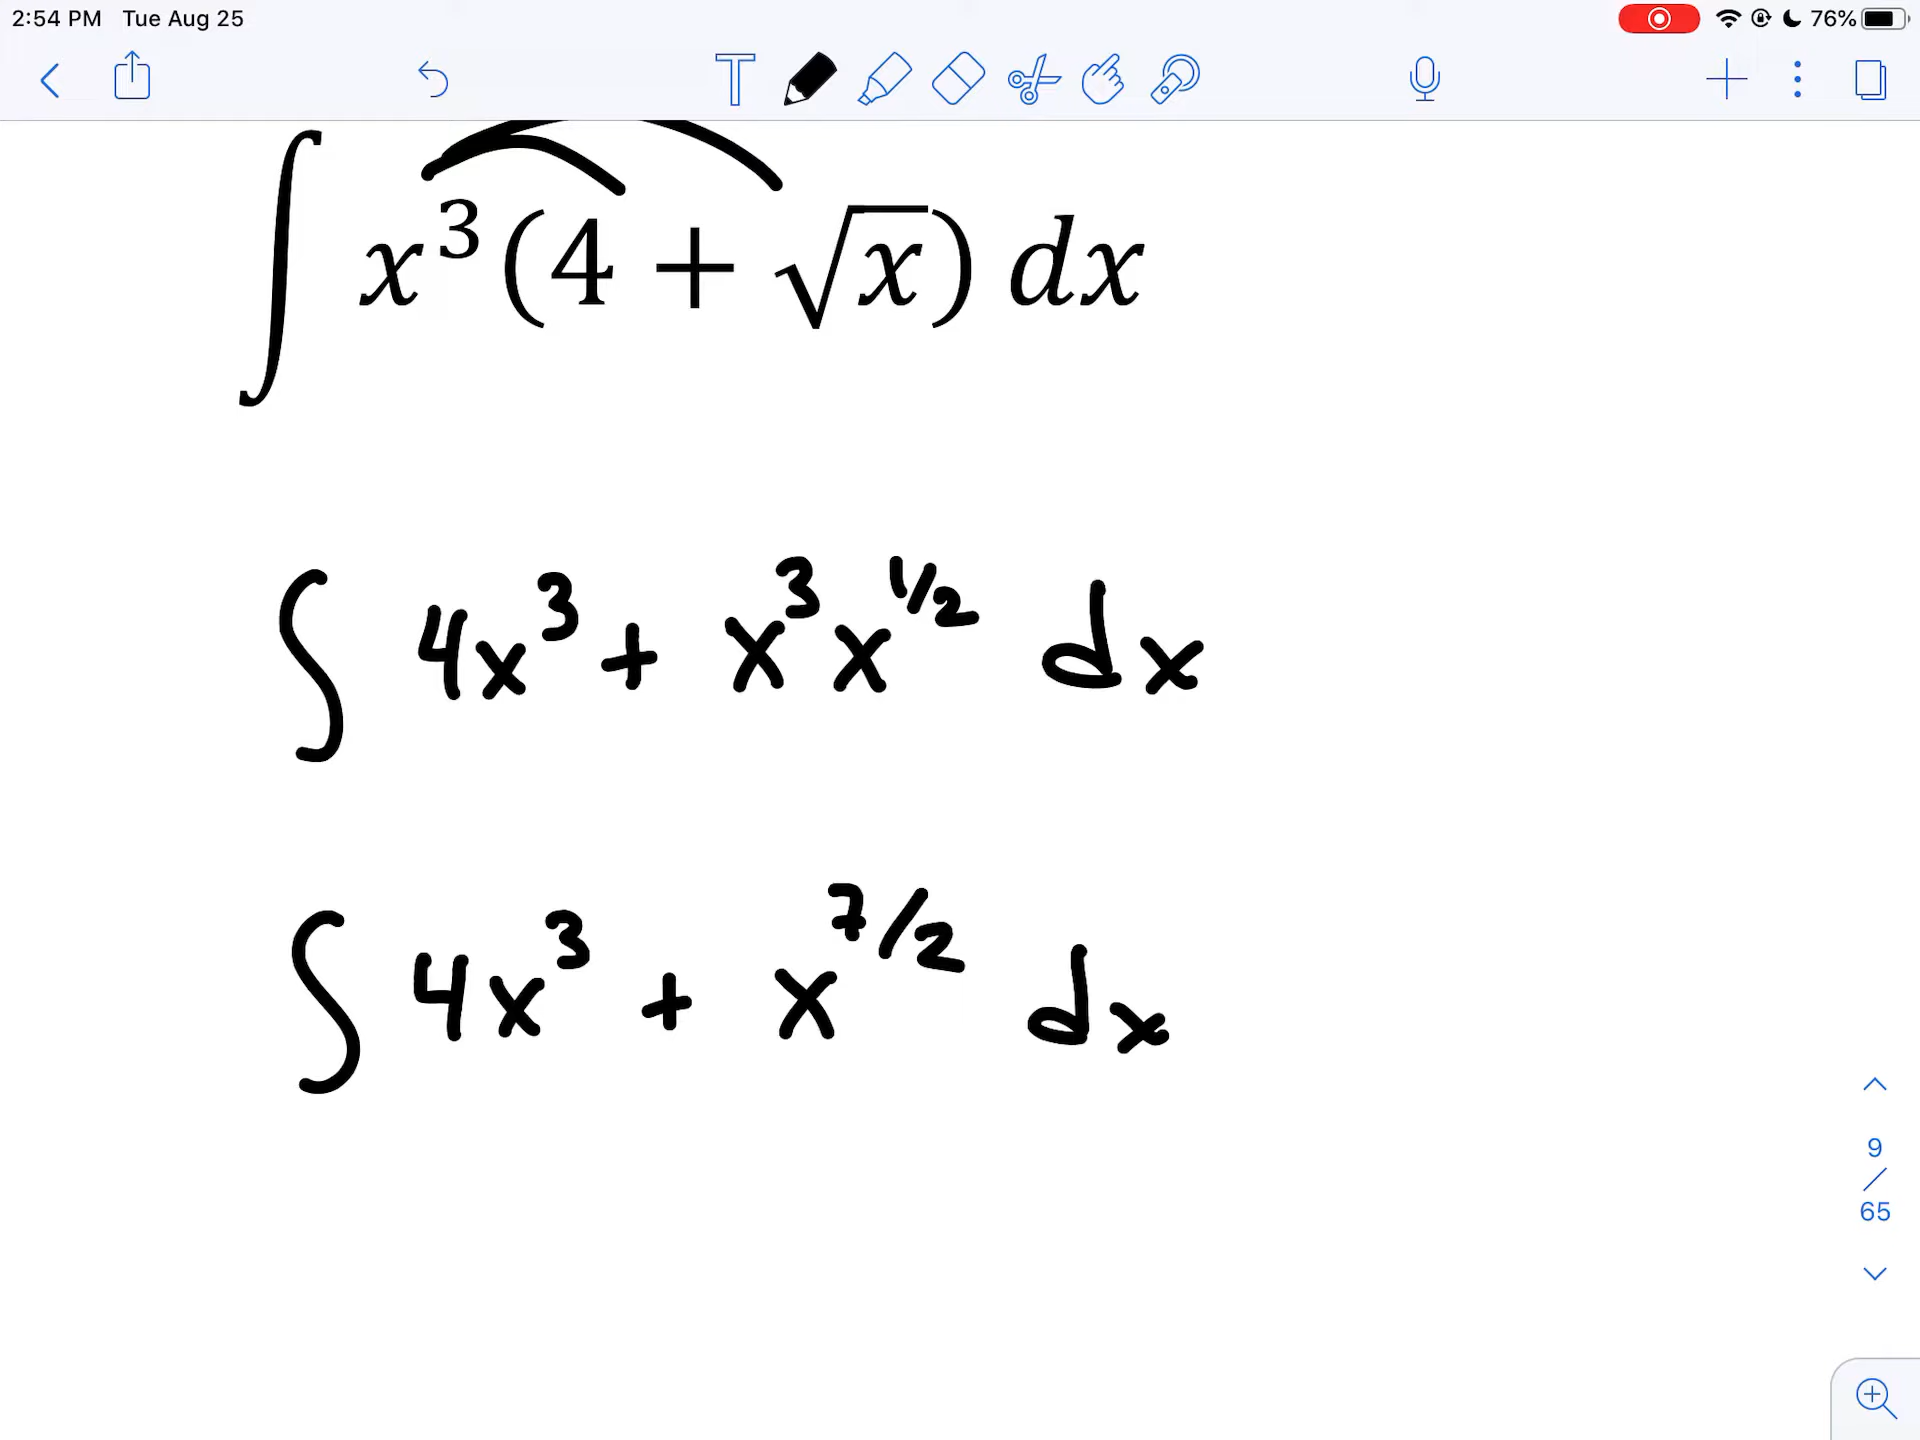 2:54 PM Tue Aug 25 76%
T
∫ x³(4 + √x) dx
∫ 4x³ + x³x^(1/2) dx
∫ 4x³ + x^(7/2) dx
9
/
65